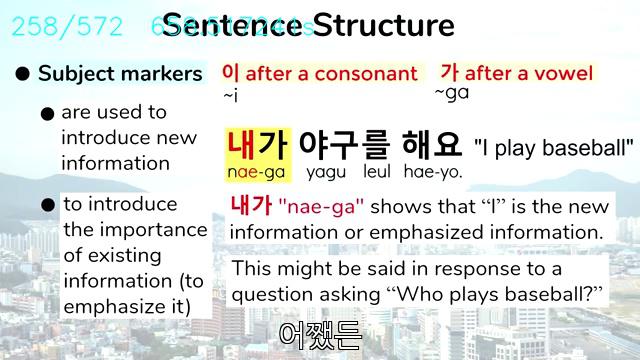 258/572
Sentence Structure
● Subject markers
이 after a consonant
가 after a vowel
~i
~ga
● are used to
introduce new
information
내가 야구를 해요 "I play baseball"
nae-ga yagu leul hae-yo.
● to introduce
the importance
of existing
information (to
emphasize it)
내가 "nae-ga" shows that “I” is the new
information or emphasized information.
This might be said in response to a
question asking “Who plays baseball?”
어쨌든